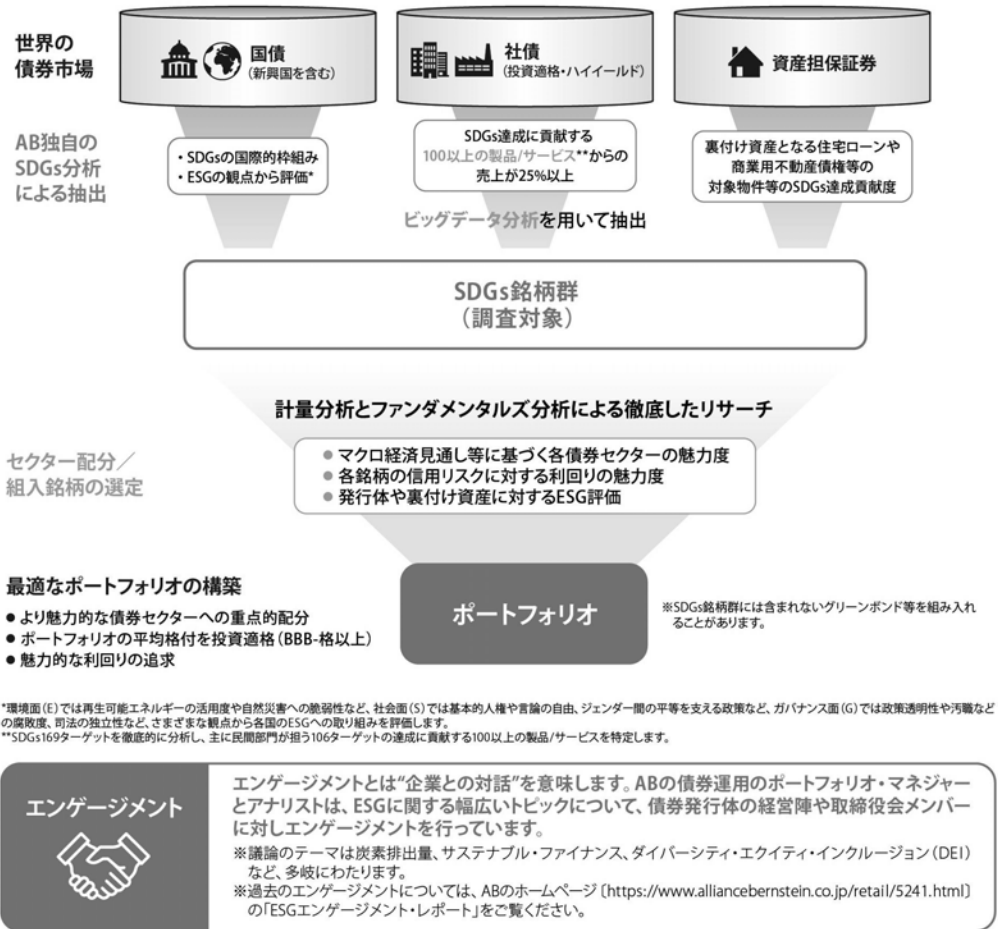 世界の
債券市場
国債
（新興国を含む）
社債
（投資適格・ハイイールド）
資産担保証券
AB独自の
SDGs分析
による抽出
・SDGsの国際的枠組み
・ESGの観点から評価*
SDGs達成に貢献する
100以上の製品/サービス**からの
売上が25%以上
裏付け資産となる住宅ローンや
商業用不動産債権等の
対象物件等のSDGs達成貢献度
ビッグデータ分析を用いて抽出
SDGs銘柄群
（調査対象）
計量分析とファンダメンタルズ分析による徹底したリサーチ
セクター配分／
組入銘柄の選定
● マクロ経済見通し等に基づく各債券セクターの魅力度
● 各銘柄の信用リスクに対する利回りの魅力度
● 発行体や裏付け資産に対するESG評価
最適なポートフォリオの構築
● より魅力的な債券セクターへの重点的配分
● ポートフォリオの平均格付を投資適格（BBB-格以上）
● 魅力的な利回りの追求
ポートフォリオ
※SDGs銘柄群には含まれないグリーンボンド等を組み入れ
ることがあります。
*環境面（E）では再生可能エネルギーの活用度や自然災害への脆弱性など、社会面（S）では基本的人権や言論の自由、ジェンダー間の平等を支える政策など、ガバナンス面（G）では政策透明性や汚職など
の腐敗度、司法の独立性など、さまざまな観点から各国のESGへの取り組みを評価します。
**SDGs169ターゲットを徹底的に分析し、主に民間部門が担う106ターゲットの達成に貢献する100以上の製品/サービスを特定します。
エンゲージメント
エンゲージメントとは“企業との対話”を意味します。ABの債券運用のポートフォリオ・マネジャー
とアナリストは、ESGに関する幅広いトピックについて、債券発行体の経営陣や取締役会メンバー
に対しエンゲージメントを行っています。
※議論のテーマは炭素排出量、サステナブル・ファイナンス、ダイバーシティ・エクイティ・インクルージョン（DEI）
など、多岐にわたります。
※過去のエンゲージメントについては、ABのホームページ〔https://www.alliancebernstein.co.jp/retail/5241.html〕
の「ESGエンゲージメント・レポート」をご覧ください。